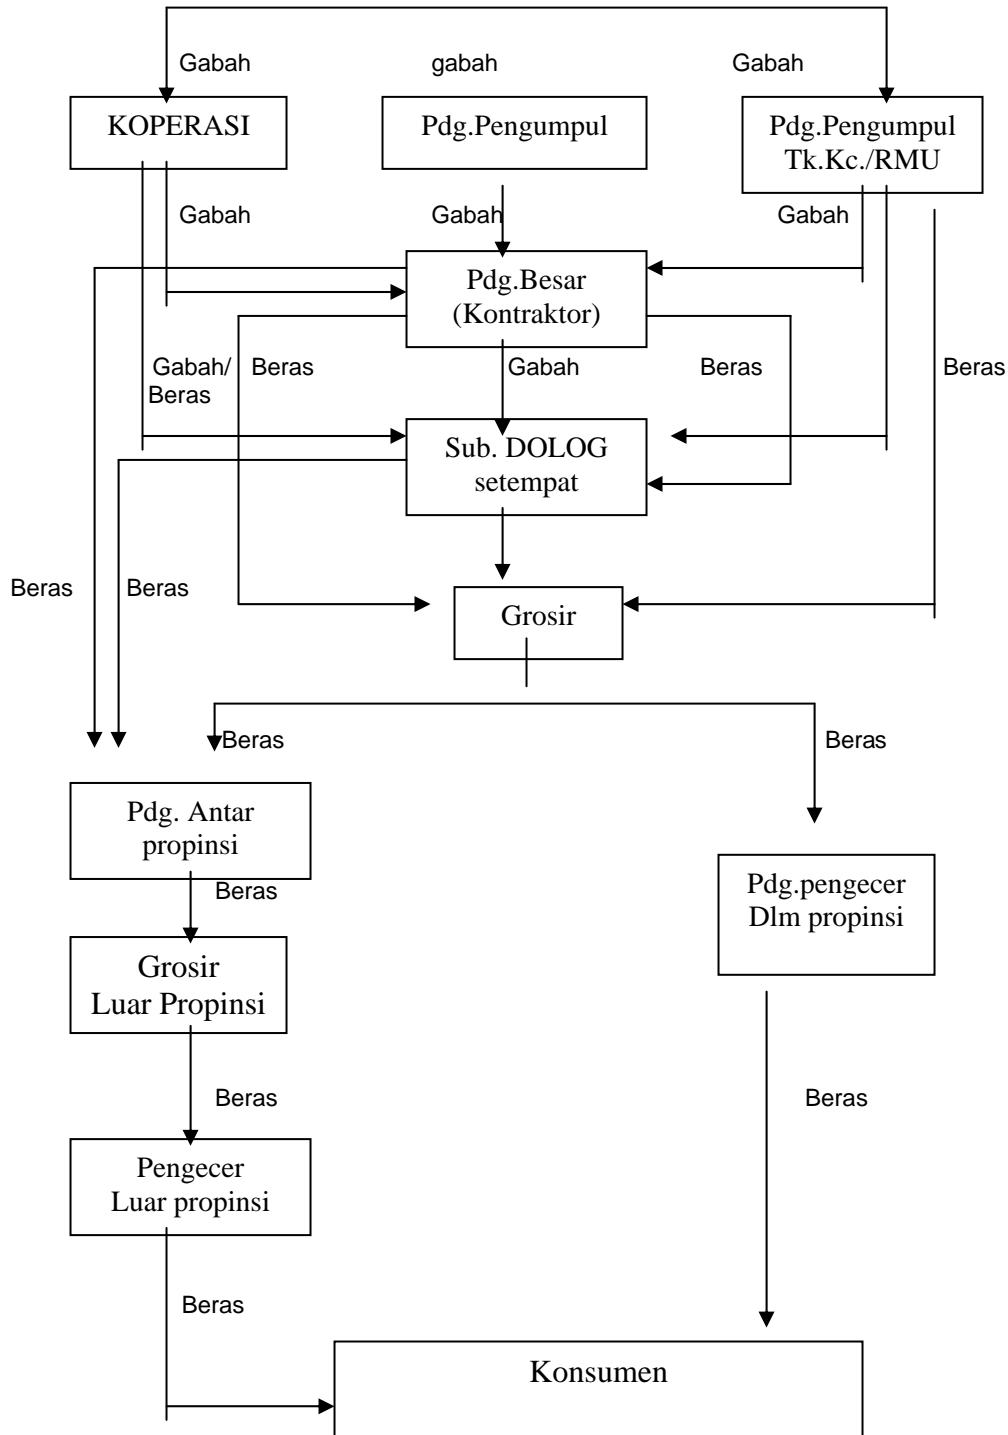 Gabah
gabah
Gabah
KOPERASI
Pdg.Pengumpul
Pdg.Pengumpul
Tk.Kc./RMU
Gabah
Gabah
Gabah
Pdg.Besar
(Kontraktor)
Gabah/
Beras
Beras
Gabah
Beras
Beras
Sub. DOLOG
setempat
Beras
Beras
Grosir
Beras
Beras
Pdg. Antar
propinsi
Pdg.pengecer
Dlm propinsi
Beras
Grosir
Luar Propinsi
Beras
Beras
Pengecer
Luar propinsi
Beras
Konsumen